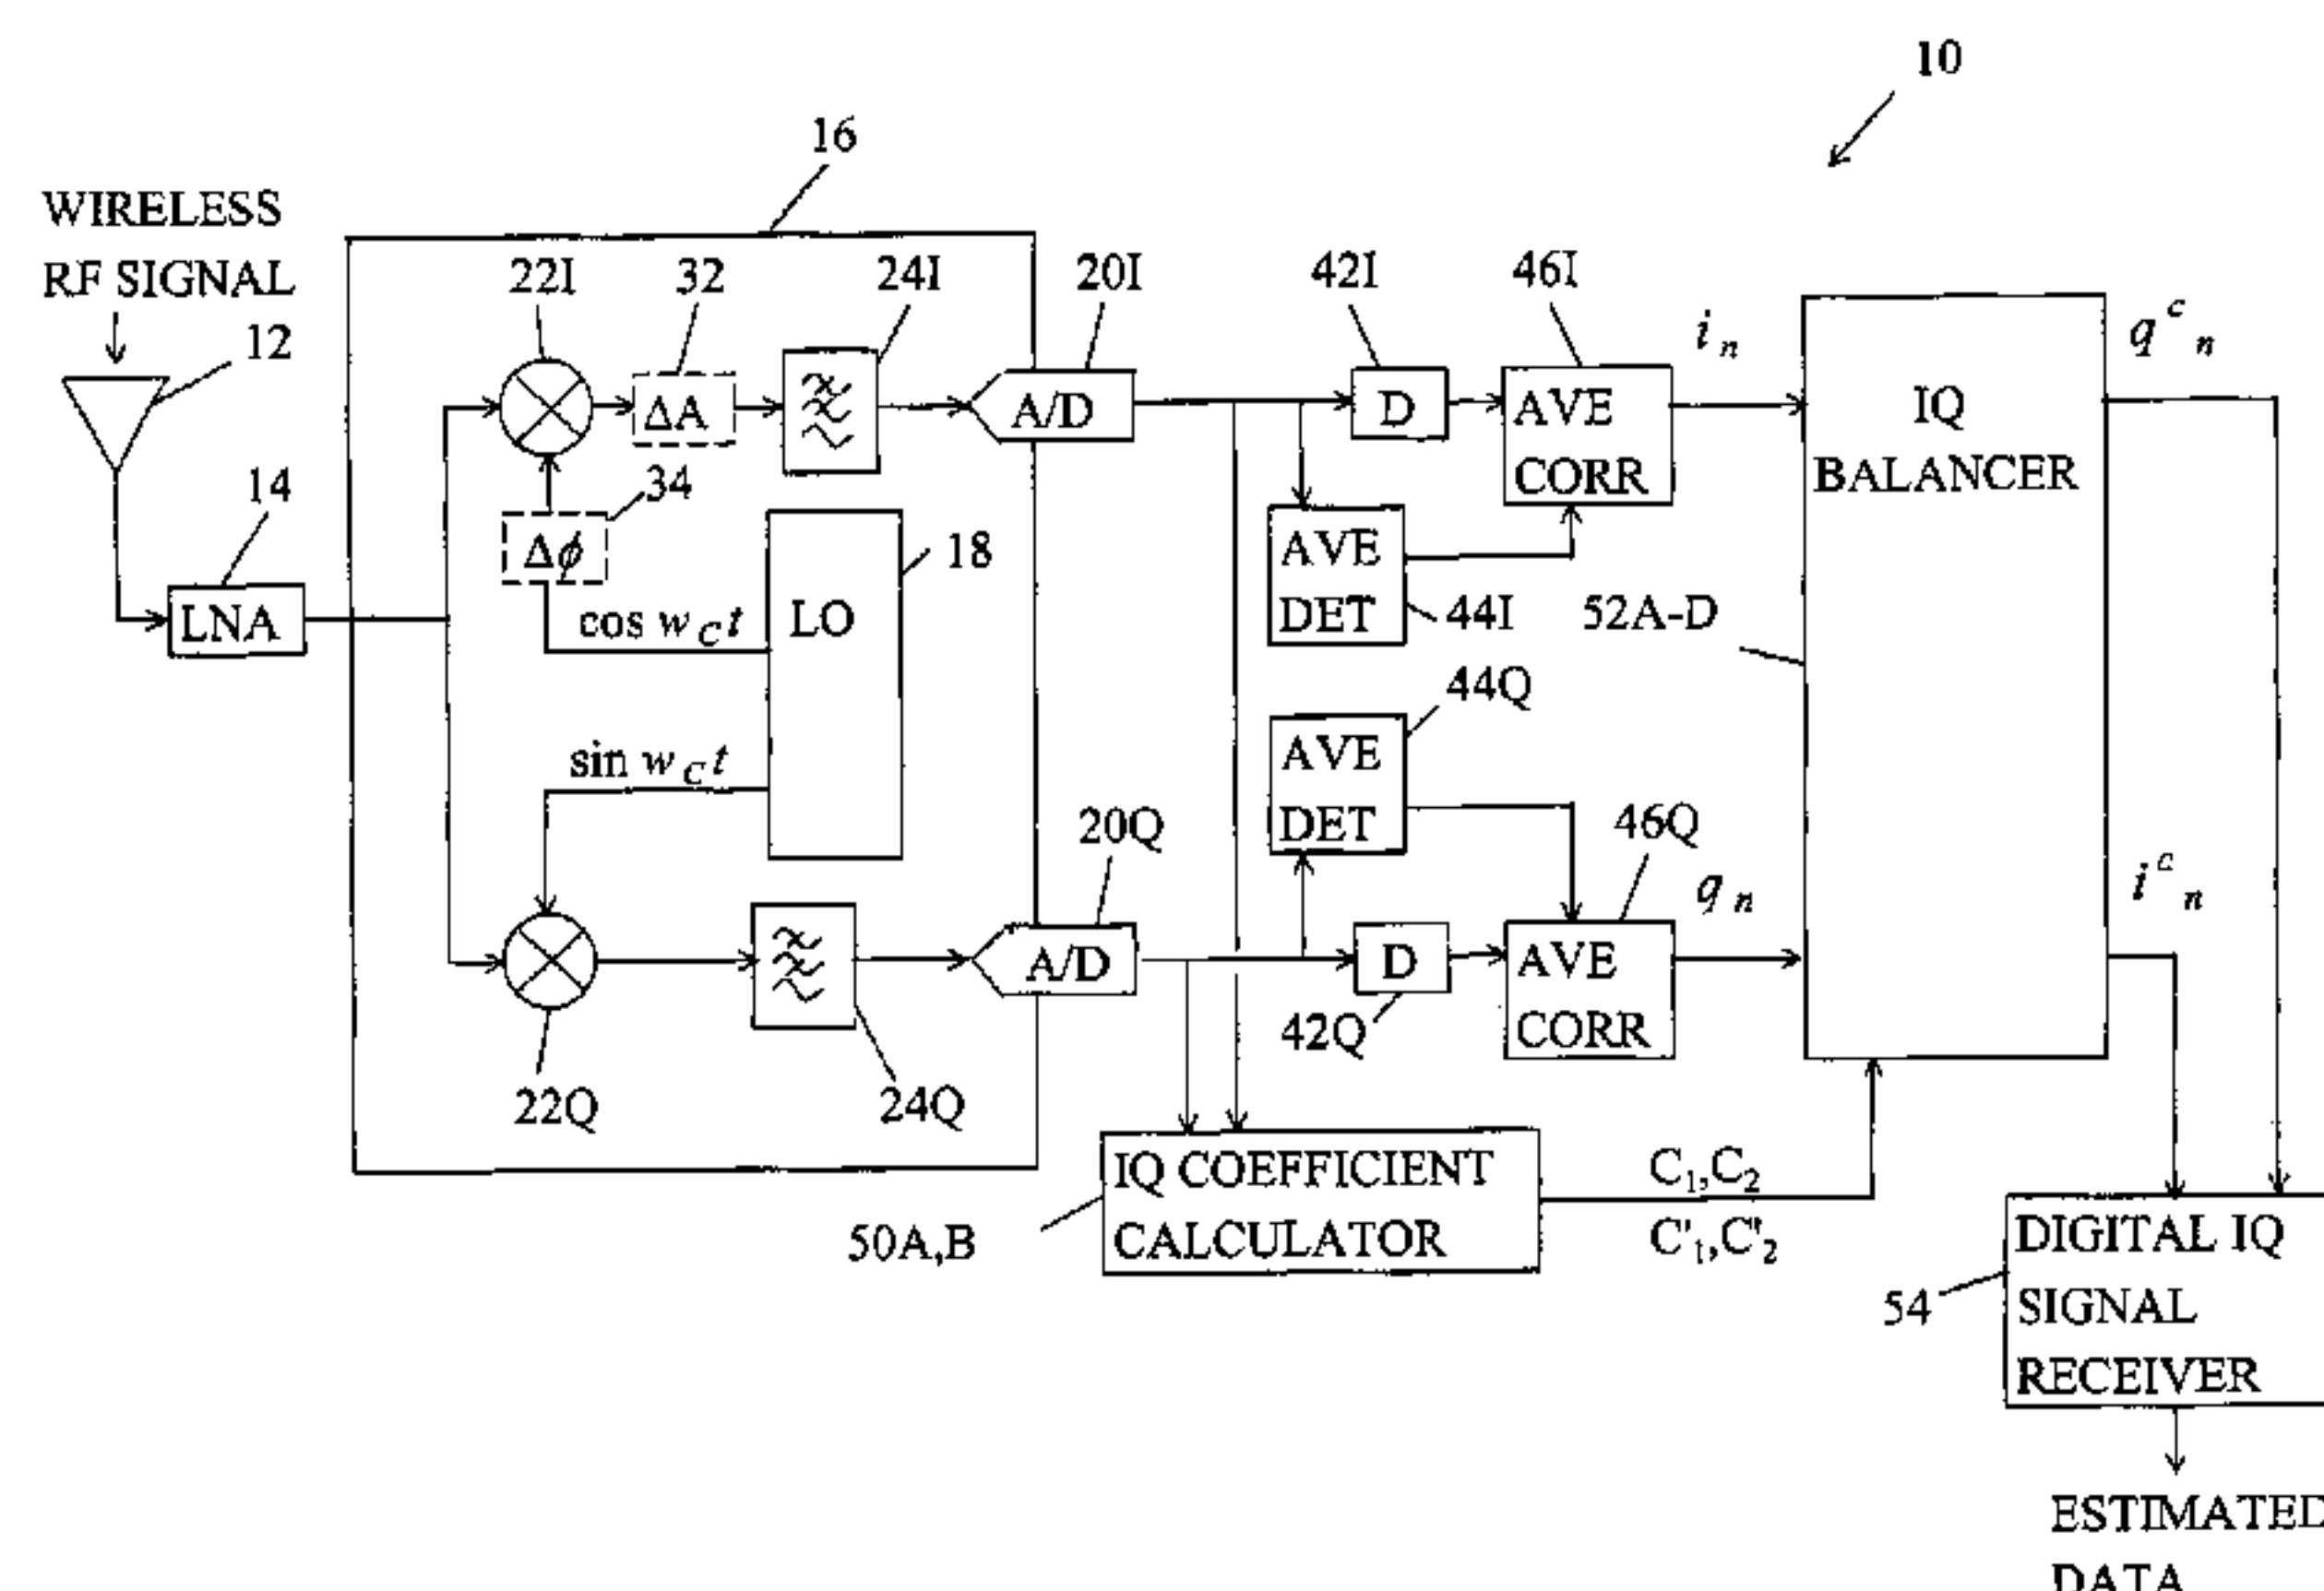 10
16
WIRELESS
RF SIGNAL
12
22I
32
24I
20I
42I
46I
i n
q c n
ΔA
A/D
D
AVE
CORR
IQ
BALANCER
14
34
Δϕ
18
AVE
DET
44I
52A-D
LNA
cos w C t
LO
44Q
sin w C t
AVE
DET
20Q
46Q
q n
i c n
A/D
D
AVE
CORR
42Q
22Q
24Q
IQ COEFFICIENT
CALCULATOR
50A,B
C1,C2
C'1,C'2
DIGITAL IQ
SIGNAL
RECEIVER
54
ESTIMATED
DATA